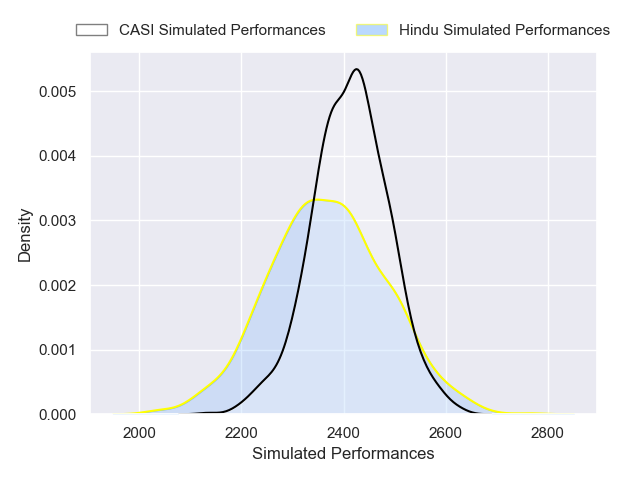 CASI Simulated Performances Hindu Simulated Performances
0.005
0.004
0.003
0.002
0.001
0.000
Density
2000 2200 2400 2600 2800
Simulated Performances